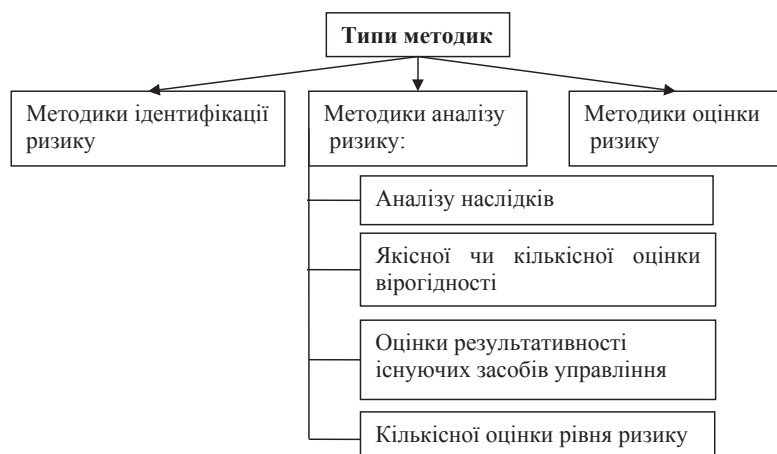 Типи методик
Методики ідентифікації
ризику
Методики аналізу
ризику:
Методики оцінки
ризику
Аналізу наслідків
Якісної чи кількісної оцінки
вірогідності
Оцінки результативності
існуючих засобів управління
Кількісної оцінки рівня ризику